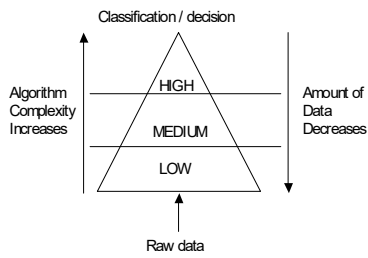 Classification / decision
Algorithm
Complexity
Increases
HIGH
MEDIUM
LOW
Amount of
Data
Decreases
Raw data